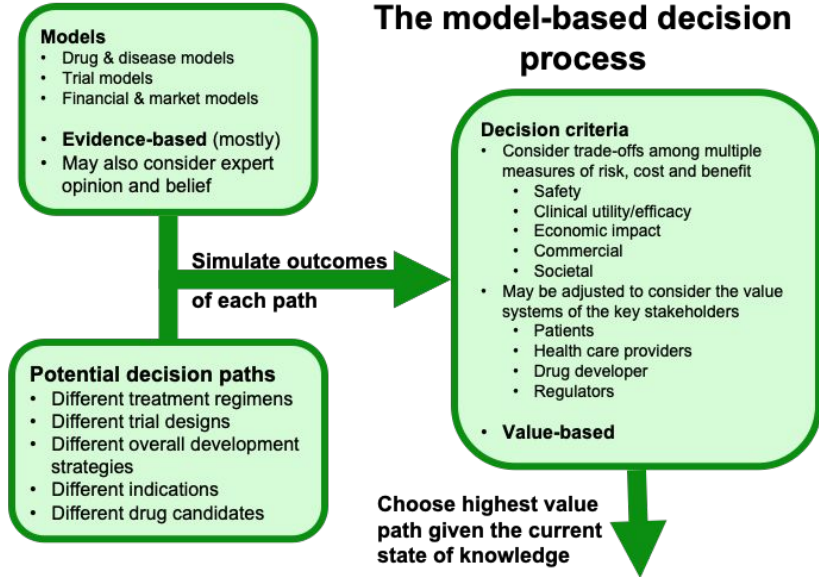 The model-based decision
process
Models
• Drug & disease models
• Trial models
• Financial & market models
• Evidence-based (mostly)
• May also consider expert
opinion and belief
Simulate outcomes
of each path
Potential decision paths
• Different treatment regimens
• Different trial designs
• Different overall development
strategies
• Different indications
• Different drug candidates
Decision criteria
• Consider trade-offs among multiple
measures of risk, cost and benefit
• Safety
• Clinical utility/efficacy
• Economic impact
• Commercial
• Societal
• May be adjusted to consider the value
systems of the key stakeholders
• Patients
• Health care providers
• Drug developer
• Regulators
• Value-based
Choose highest value
path given the current
state of knowledge